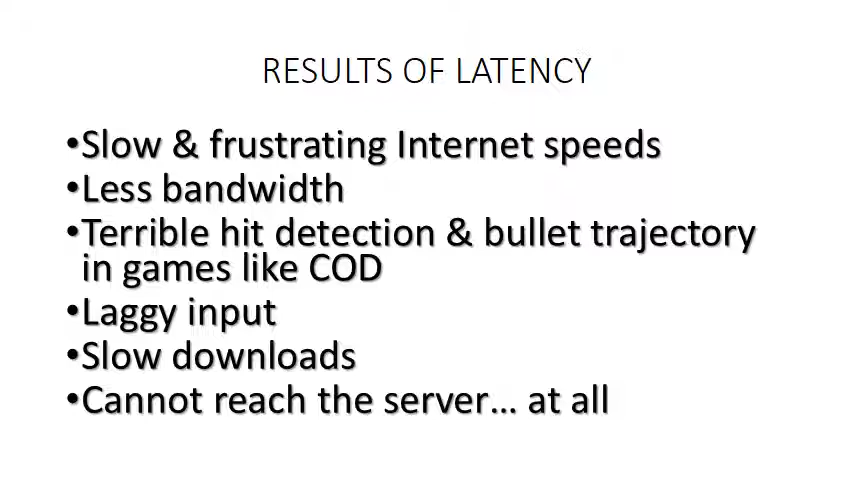 RESULTS OF LATENCY
•Slow & frustrating Internet speeds
•Less bandwidth
•Terrible hit detection & bullet trajectory
in games like COD
•Laggy input
•Slow downloads
•Cannot reach the server... at all